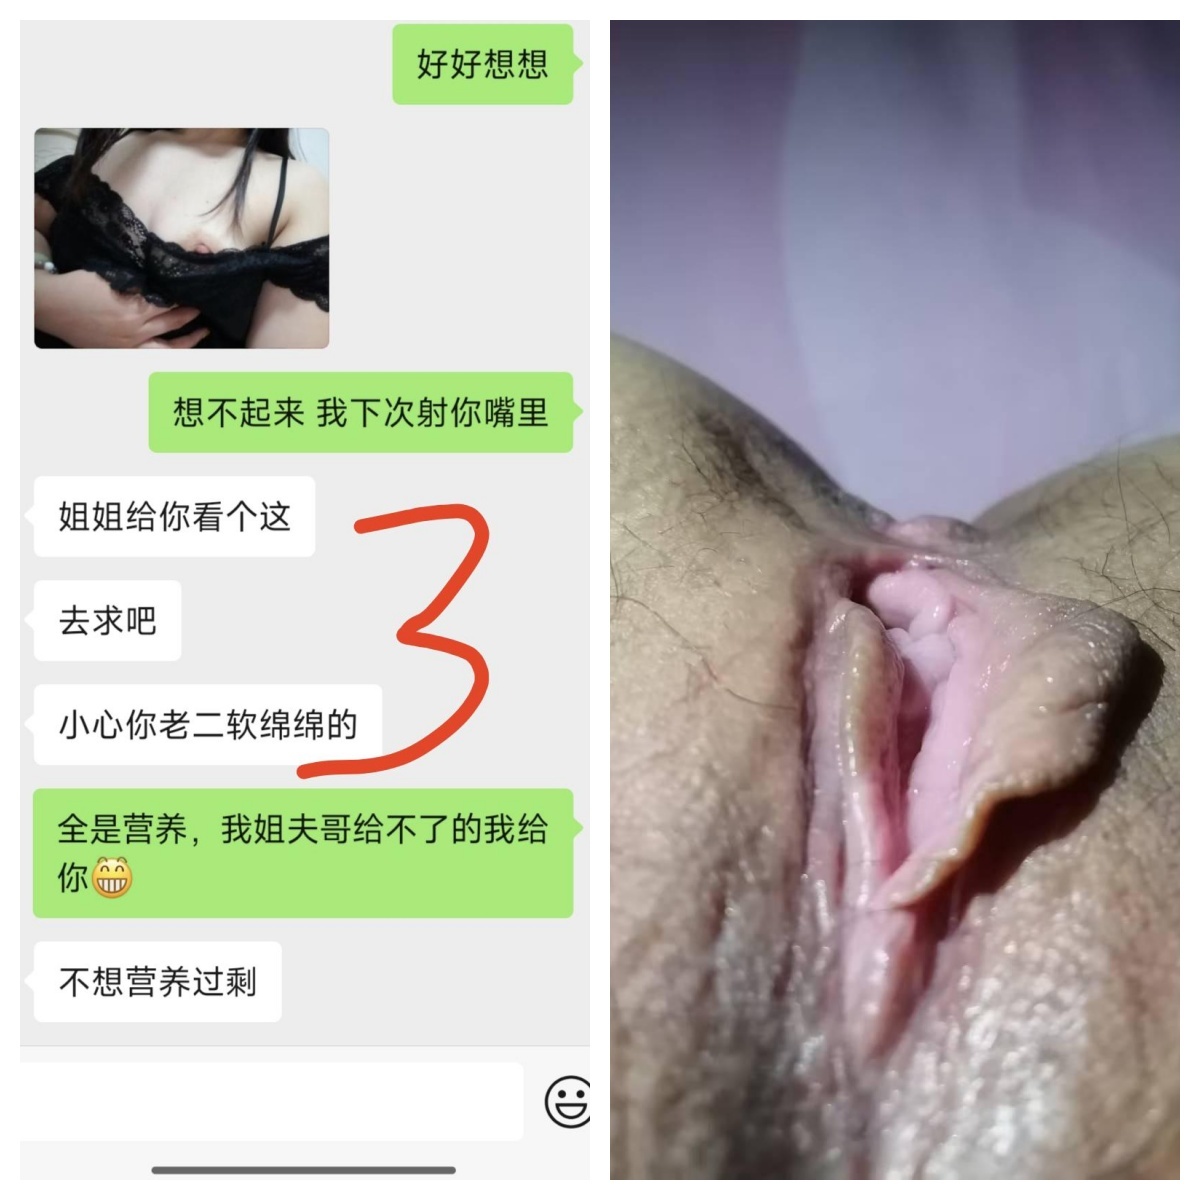 好好想想
想不起来 我下次射你嘴里
姐姐给你看个这
去求吧
小心你老二软绵绵的
3
全是营养，我姐夫哥给不了的我给
你😁
不想营养过剩